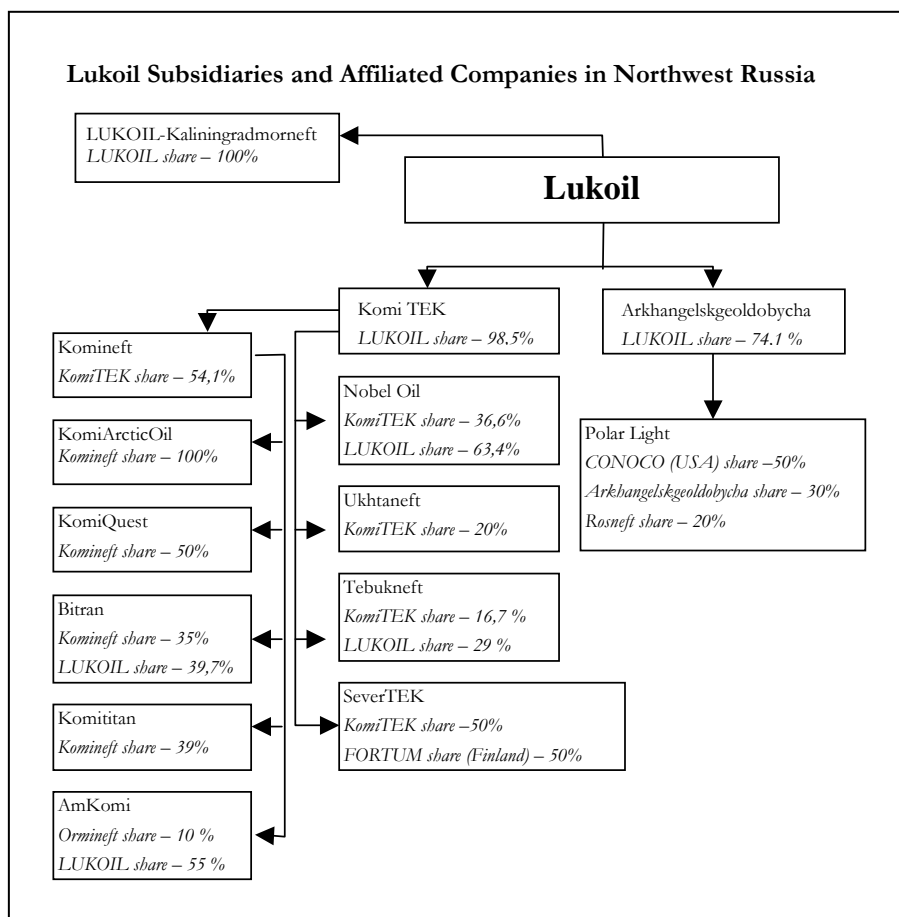 Lukoil Subsidiaries and Affiliated Companies in Northwest Russia
LUKOIL-Kaliningradmorneft
LUKOIL share – 100%
Lukoil
Komi TEK
LUKOIL share – 98,5%
Arkhangelskgeoldobycha
LUKOIL share – 74.1 %
Komineft
KomiTEK share – 54,1%
KomiArcticOil
Komineft share – 100%
KomiQuest
Komineft share – 50%
Bitran
Komineft share – 35%
LUKOIL share – 39,7%
Komititan
Komineft share – 39%
AmKomi
Ormineft share – 10 %
LUKOIL share – 55 %
Nobel Oil
KomiTEK share – 36,6%
LUKOIL share – 63,4%
Ukhtaneft
KomiTEK share – 20%
Tebukneft
KomiTEK share – 16,7 %
LUKOIL share – 29 %
SeverTEK
KomiTEK share –50%
FORTUM share (Finland) – 50%
Polar Light
CONOCO (USA) share –50%
Arkhangelskgeoldobycha share – 30%
Rosneft share – 20%